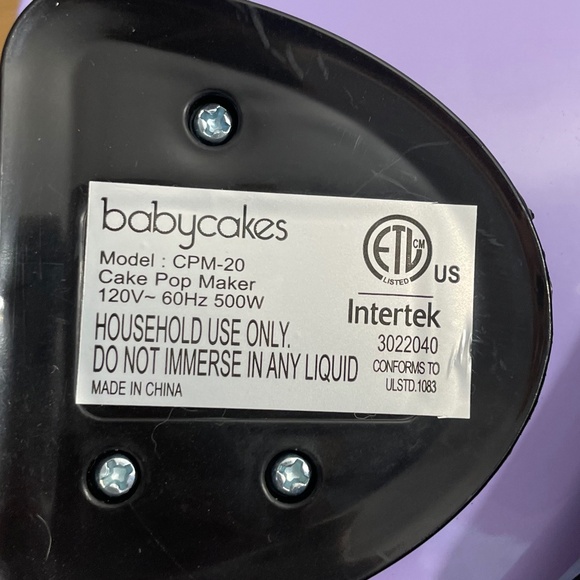 babycakes
Model : CPM-20
Cake Pop Maker
120V~ 60Hz 500W
HOUSEHOLD USE ONLY.
DO NOT IMMERSE IN ANY LIQUID
MADE IN CHINA
ETL CM
LISTED
US
Intertek
3022040
CONFORMS TO
ULSTD.1083